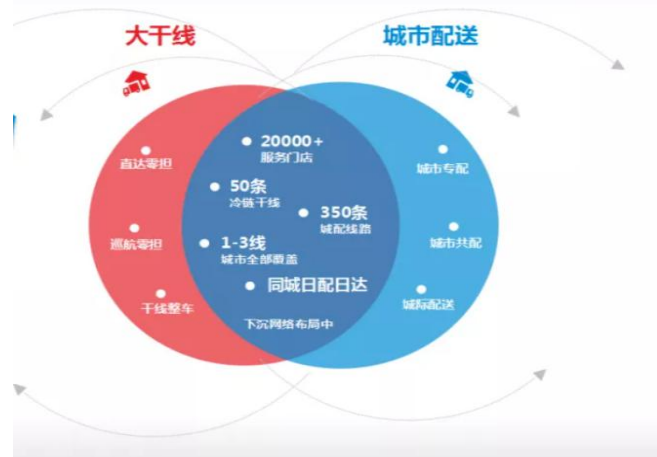 大干线
城市配送
20000+
服务门店
直达零担
城市专配
50条
冷链干线
350条
城配线路
巡航零担
1-3线
城市全部覆盖
城市共配
同城日配日达
干线整车
城际配送
下沉网络布局中